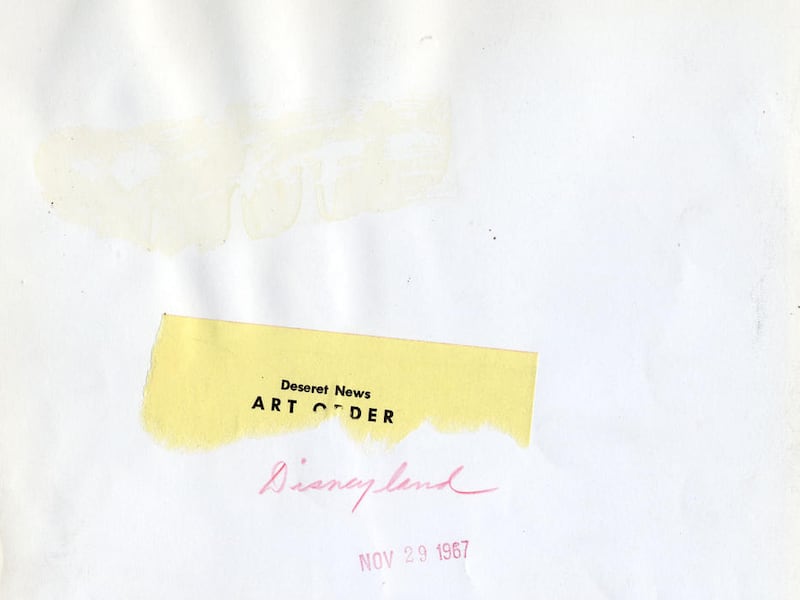 Deseret News
ART ORDER
Disneyland
NOV 29 1967